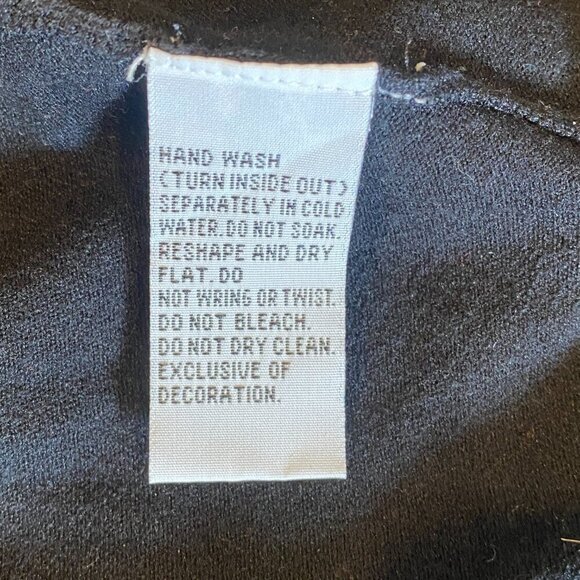 HAND WASH
(TURN INSIDE OUT)
SEPARATELY IN COLD
WATER.DO NOT SOAK.
RESHAPE AND DRY
FLAT.DO
NOT WRING OR TWIST.
DO NOT BLEACH.
DO NOT DRY CLEAN.
EXCLUSIVE OF
DECORATION.